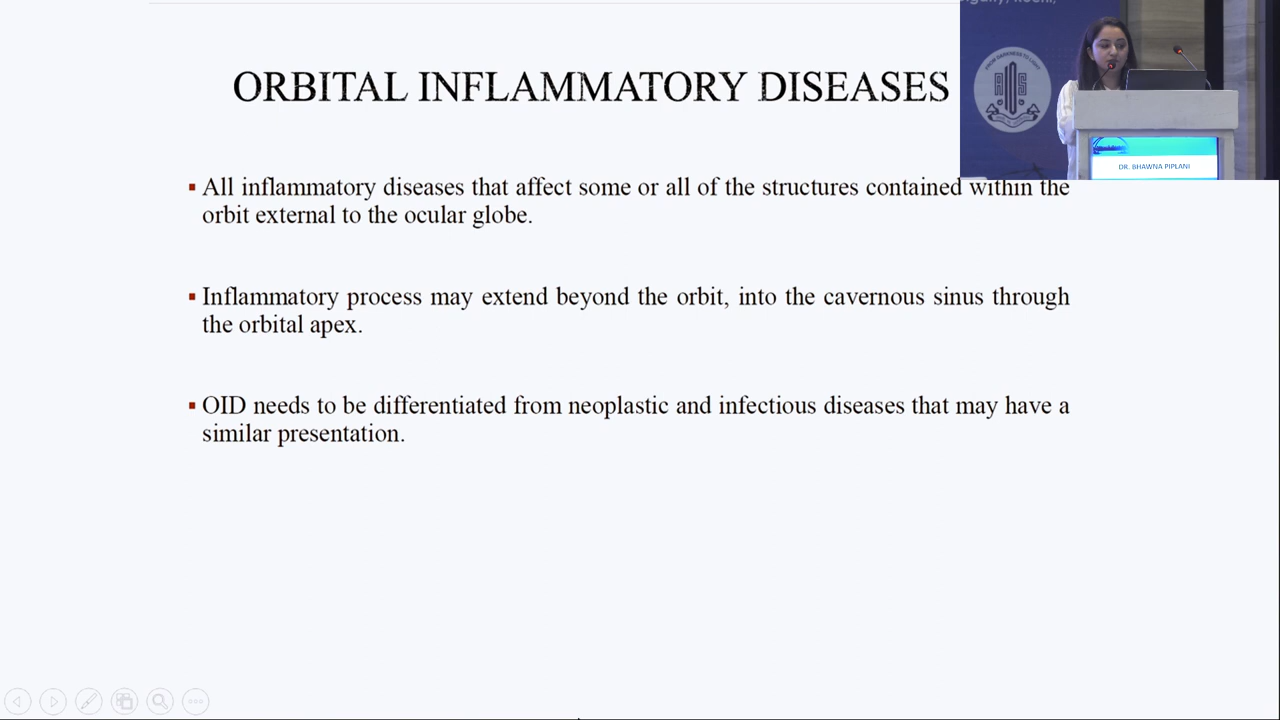 ORBITAL INFLAMMATORY DISEASES
▪ All inflammatory diseases that affect some or all of the structures contained within the
orbit external to the ocular globe.
▪ Inflammatory process may extend beyond the orbit, into the cavernous sinus through
the orbital apex.
▪ OID needs to be differentiated from neoplastic and infectious diseases that may have a
similar presentation.
DR. BHAWNA PIPLANI